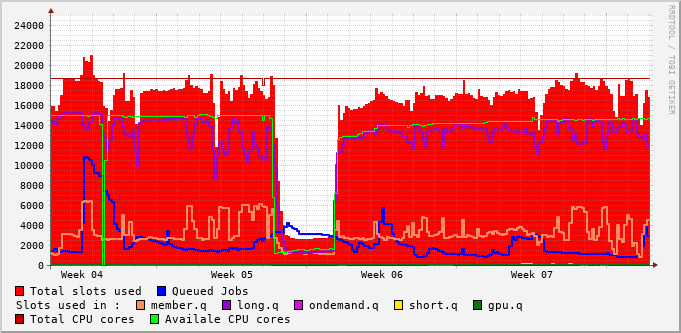 RRDTOOL / TOBI OETIKER
24000
22000
20000
18000
16000
14000
12000
10000
8000
6000
4000
2000
0
Week 04 Week 05 Week 06 Week 07
Total slots used Queued Jobs
Slots used in : member.q long.q ondemand.q short.q gpu.q
Total CPU cores Availale CPU cores